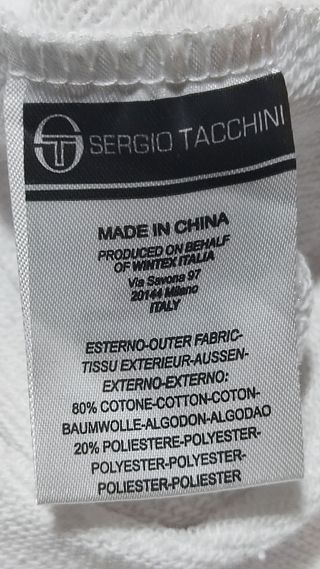 SERGIO TACCHINI
MADE IN CHINA
PRODUCED ON BEHALF
OF WINTEX ITALIA
Via Savona 97
20144 Milano
ITALY
ESTERNO-OUTER FABRIC-
TISSU EXTERIEUR-AUSSEN-
EXTERNO-EXTERNO:
80% COTONE-COTTON-COTON-
BAUMWOLLE-ALGODON-ALGODAO
20% POLIESTERE-POLYESTER-
POLYESTER-POLYESTER-
POLIESTER-POLIESTER